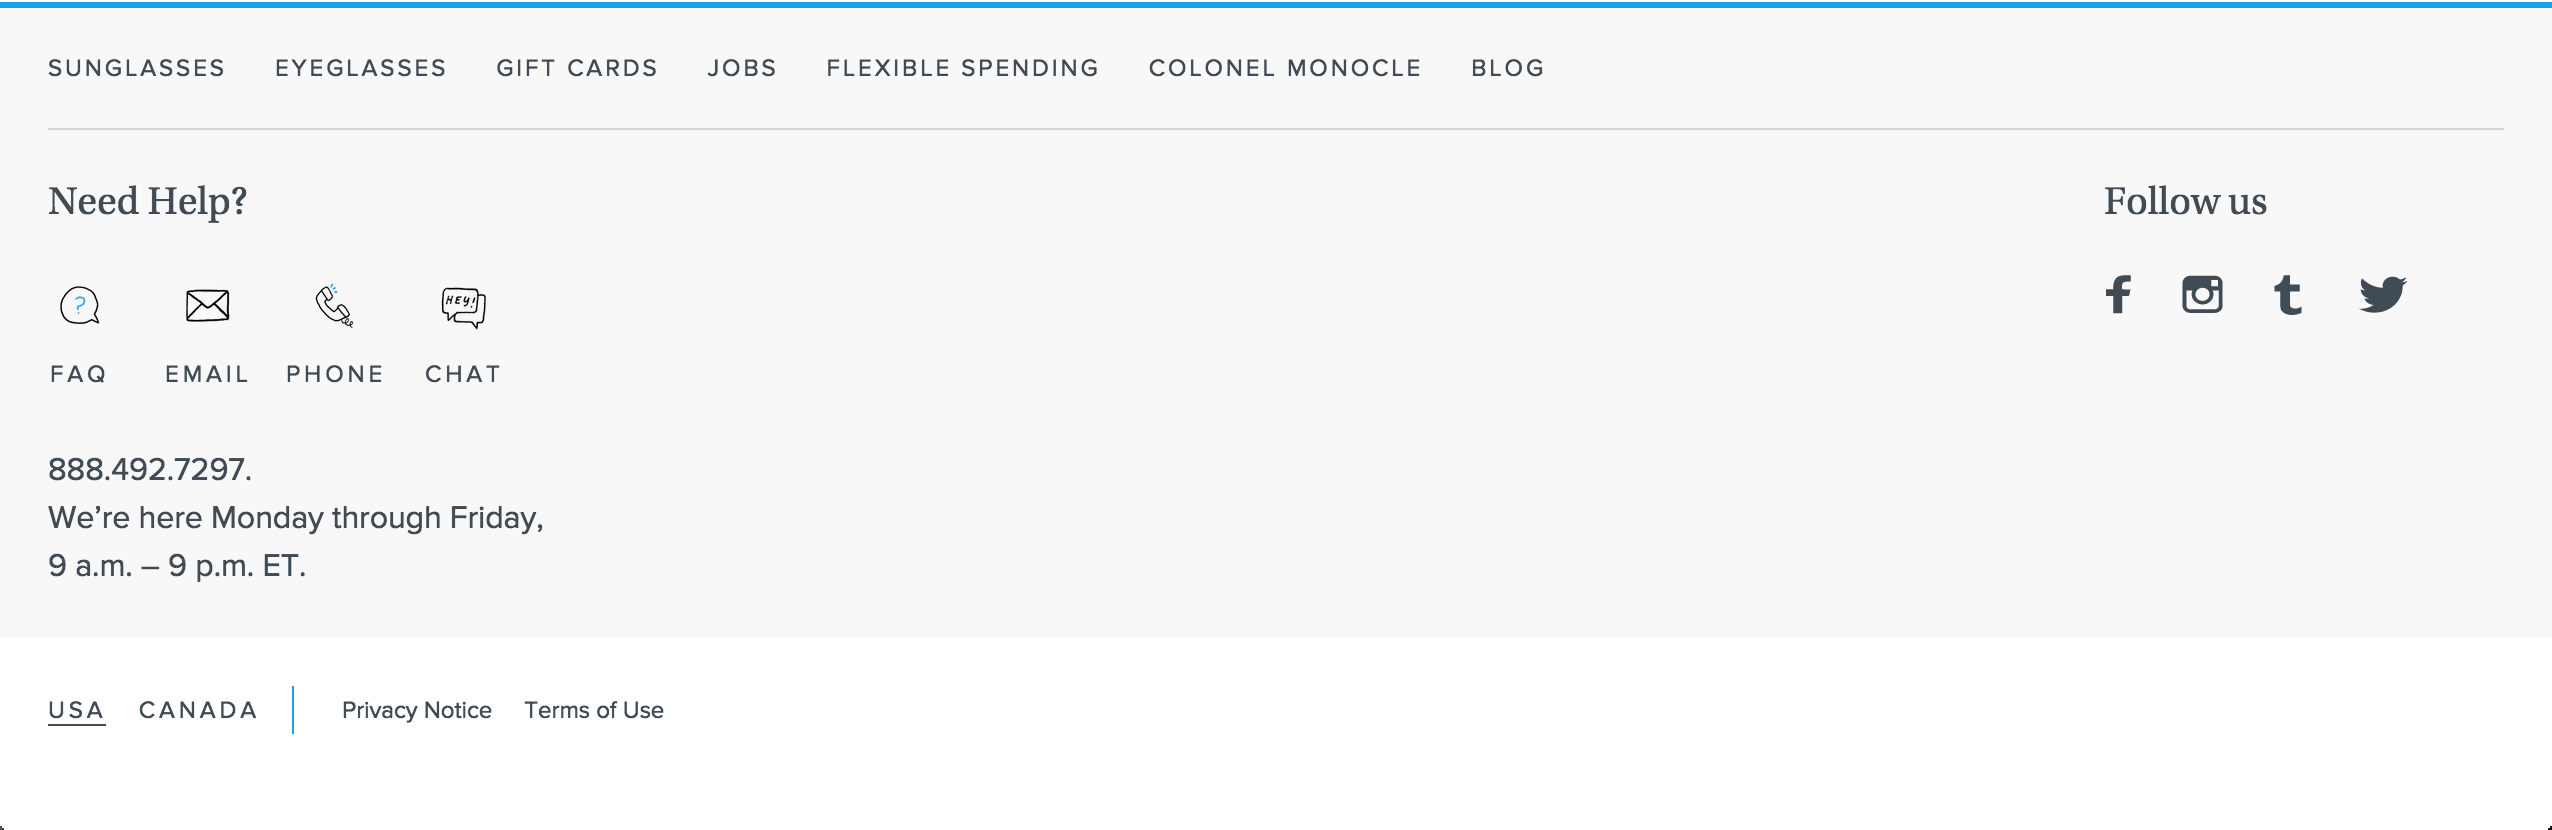 SUNGLASSES EYEGLASSES GIFT CARDS JOBS FLEXIBLE SPENDING COLONEL MONOCLE BLOG
Need Help?
?
HEY!
FAQ EMAIL PHONE CHAT
888.492.7297.
We’re here Monday through Friday,
9 a.m. – 9 p.m. ET.
Follow us
USA CANADA Privacy Notice Terms of Use